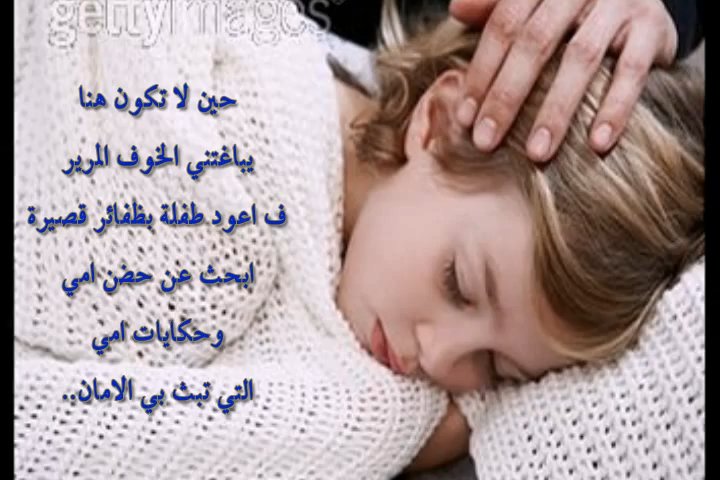 gettyimages
حين لا تكون هنا
يباغتني الخوف المرير
ف اعود طفلة بظفائر قصيرة
ابحث عن حضن امي
وحكايات امي
التي تبث بي الامان..